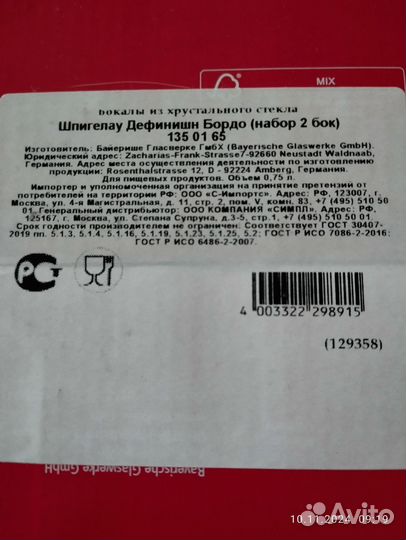 MIX
Бокалы из хрустального стекла
Шпигелау Дефинишн Бордо (набор 2 бок)
135 01 65
Изготовитель: Байерише Гласверке ГмбХ (Bayerische Glaswerke GmbH).
Юридический адрес: Zacharias-Frank-Strasse7-92660 Neustadt Waldnaab,
Германия. Адрес места осуществления деятельности по изготовлению
продукции: Rosenthalstrasse 12, D - 92224 Amberg, Германия.
Для пищевых продуктов. Объем 0,75 л.
Импортер и уполномоченная организация на принятие претензий от
потребителей на территории РФ: ООО «С-Импортс». Адрес: РФ, 123007, г.
Москва, ул. 4-я Магистральная, д. 11, стр. 2, пом. V, комн. 83, +7 (495) 510 50
01. Генеральный дистрибьютор: ООО КОМПАНИЯ «СИМПЛ». Адрес: РФ,
125167, г. Москва, ул. Степана Супруна, д.3-5, стр.1, +7 (495) 510 50 01.
Срок годности производителем не ограничен. Соответствует ГОСТ 30407-
2019 пп. 5.1.3, 5.1.4, 5.1.16, 5.1.19, 5.1.23, 5.1.25, 5.2; ГОСТ Р ИСО 7086-2-2016;
ГОСТ Р ИСО 6486-2-2007.
4 003322 298915
(129358)
Bayerische Glaswerke GmbH
10.11.2024 09:19
Avito